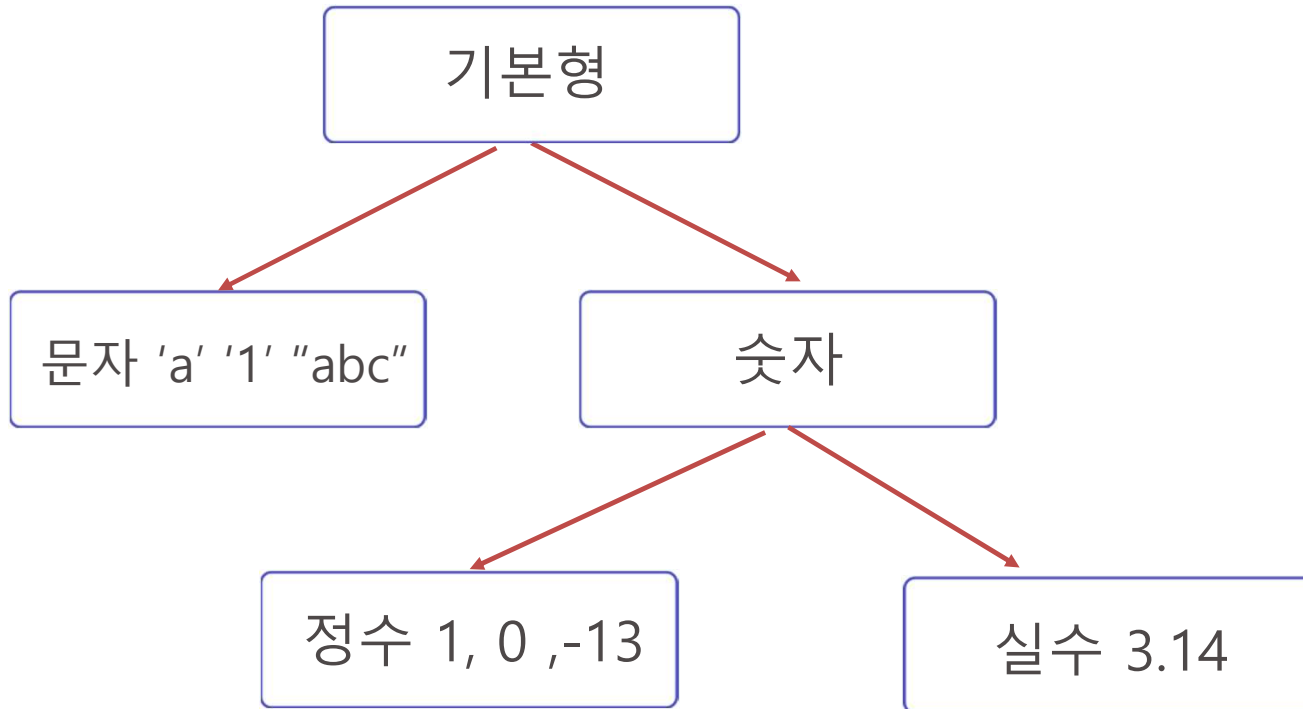 기본형
문자 ‘a’ ‘1’ “abc”
숫자
정수 1, 0 ,-13
실수 3.14